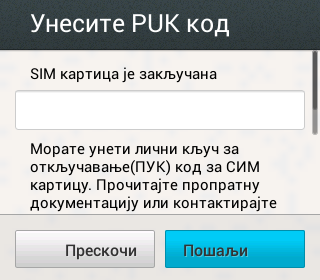 Унесите PUK код
SIM картица је закључана
Морате унети лични кључ за
откључавање(ПУК) код за СИМ
картицу. Прочитајте пропратну
документацију или контактирајте
Прескочи
Пошаљи